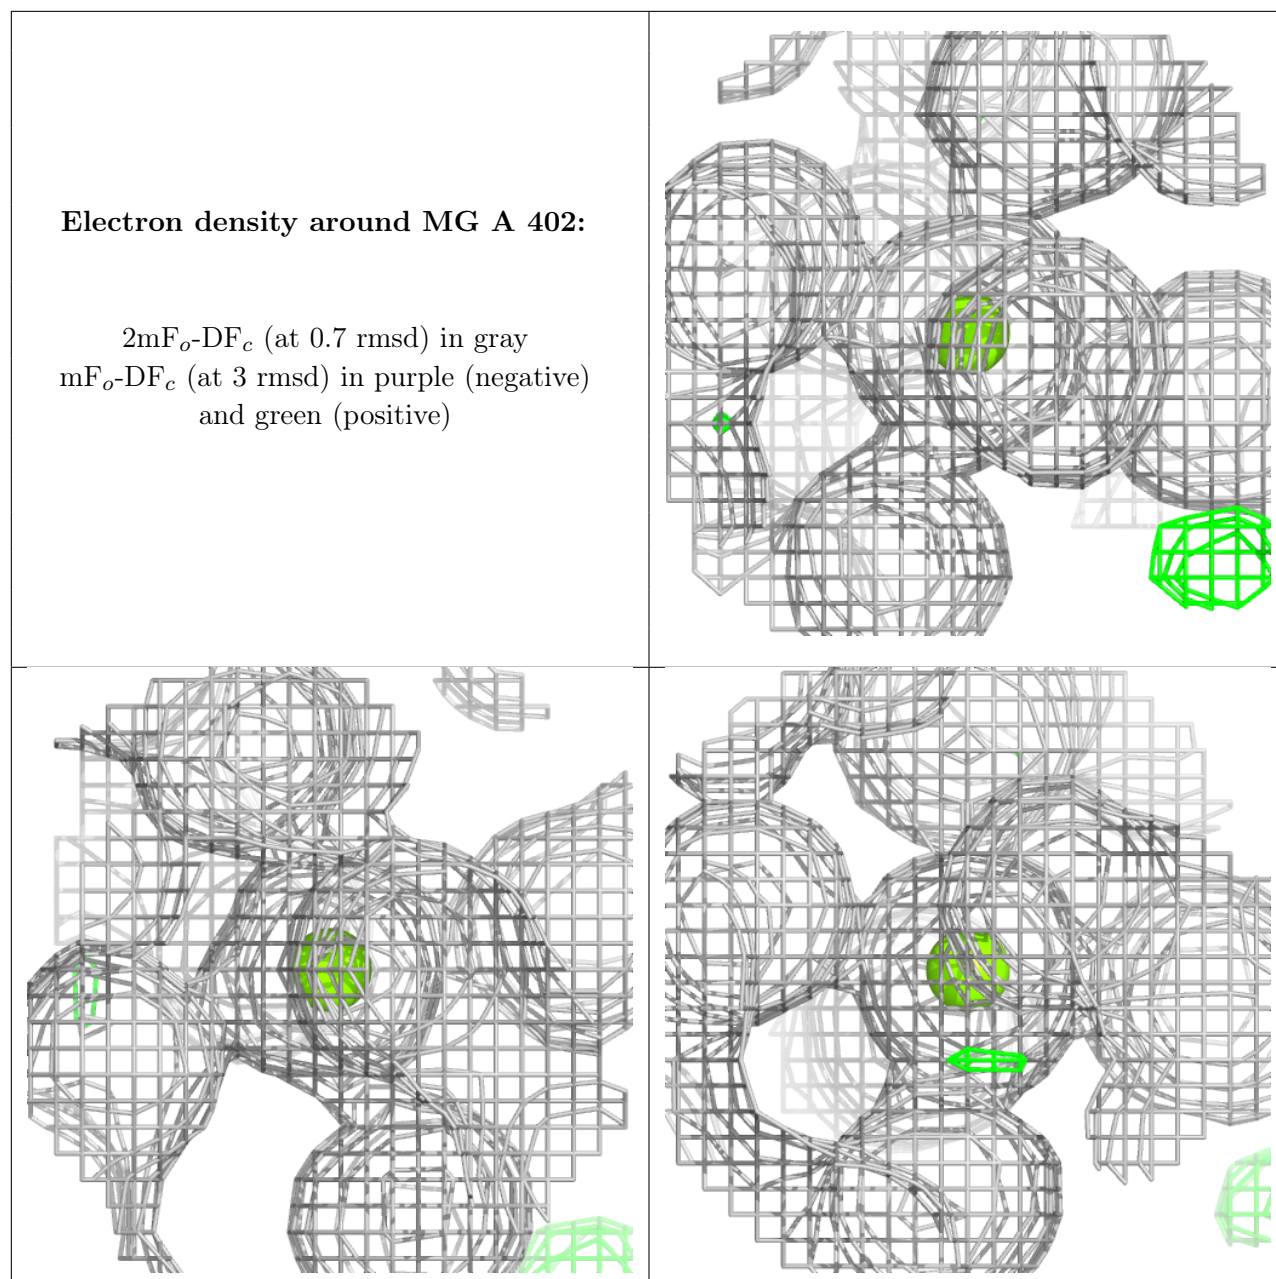 Electron density around MG A 402:
2mFₒ-DF𝒸 (at 0.7 rmsd) in gray
mFₒ-DF𝒸 (at 3 rmsd) in purple (negative)
and green (positive)